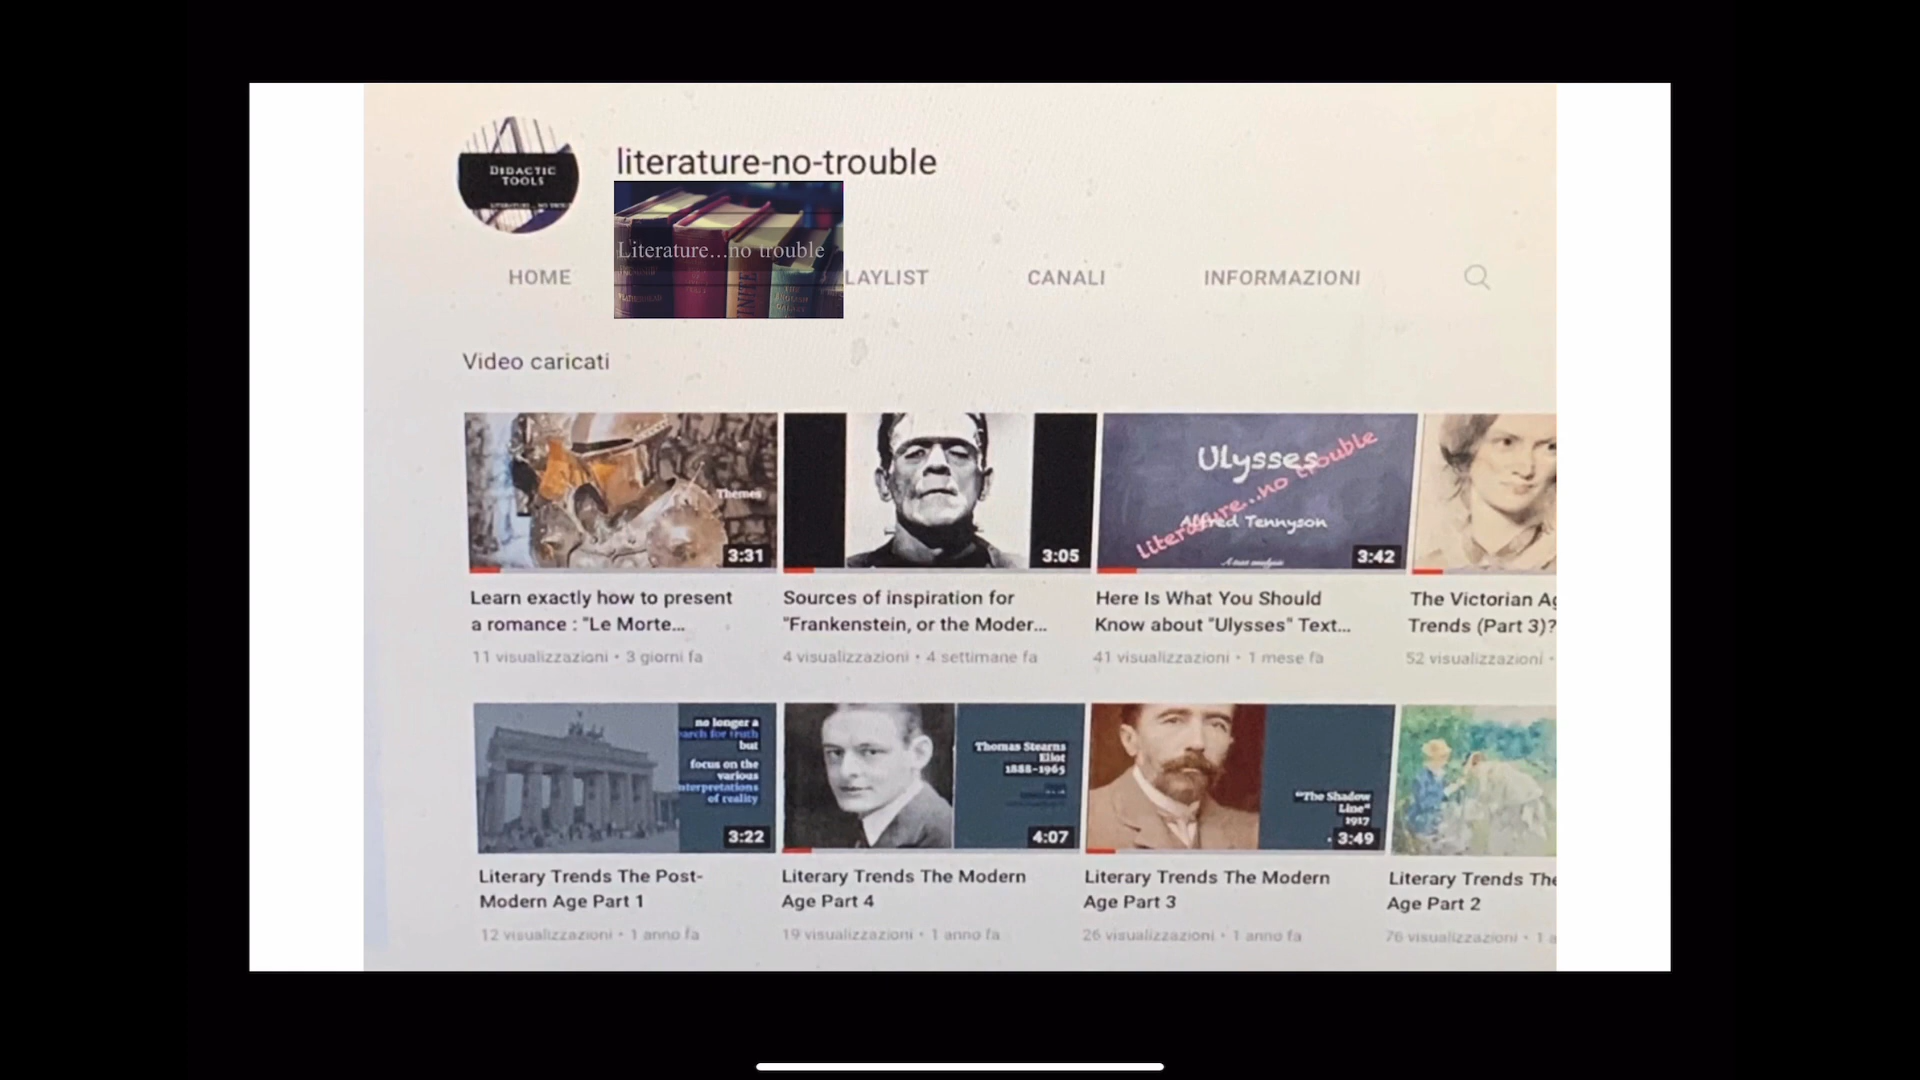 DIDACTIC
TOOLS
literature-no-trouble
Literature...no trouble
HOME
LAYLIST
CANALI
INFORMAZIONI
Video caricati
Themes
3:31
3:05
Ulysses
Literature...no trouble
Alfred Tennyson
A text analysis
3:42
Learn exactly how to present
a romance : "Le Morte...
11 visualizzazioni • 3 giorni fa
Sources of inspiration for
"Frankenstein, or the Moder...
4 visualizzazioni • 4 settimane fa
Here Is What You Should
Know about "Ulysses" Text...
41 visualizzazioni • 1 mese fa
The Victorian Ag
Trends (Part 3)?
52 visualizzazioni •
no longer a
arch for truth
but
focus on the
various
nterpretations
of reality
3:22
Thomas Stearns
Eliot
1888-1965
4:07
"The Shadow
Line"
1917
3:49
Literary Trends The Post-
Modern Age Part 1
12 visualizzazioni • 1 anno fa
Literary Trends The Modern
Age Part 4
19 visualizzazioni • 1 anno fa
Literary Trends The Modern
Age Part 3
26 visualizzazioni • 1 anno fa
Literary Trends The
Age Part 2
76 visualizzazioni • 1 a